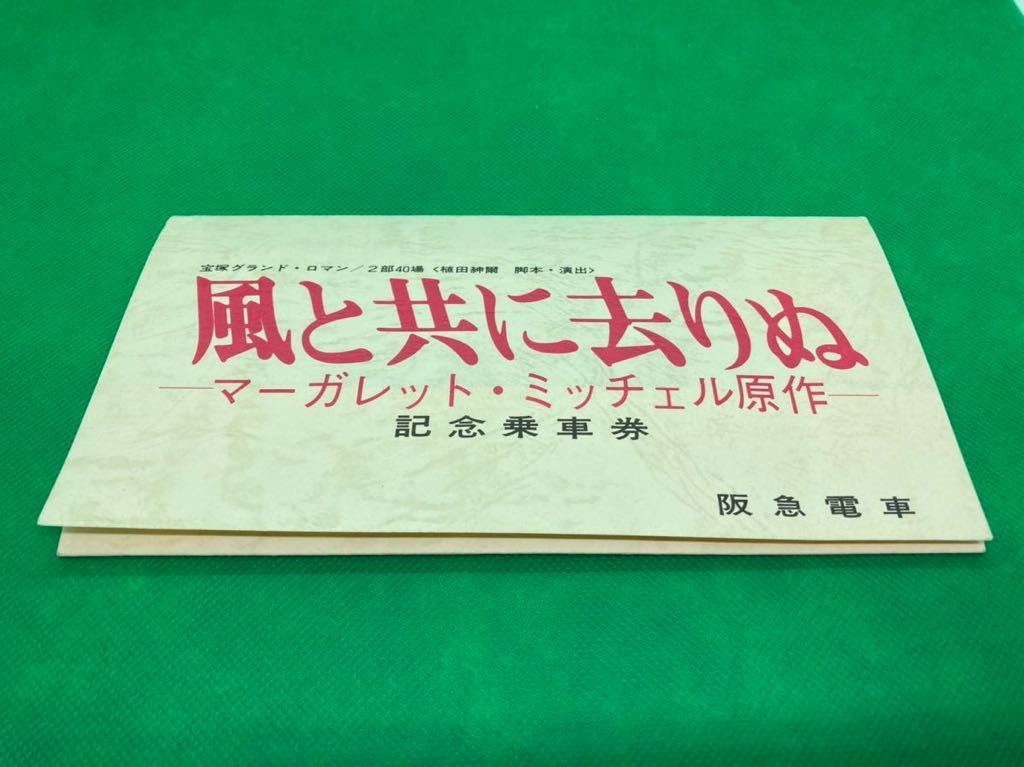 宝塚グランド・ロマン／2部40場〈植田紳爾　脚本・演出〉
風と共に去りぬ
―マーガレット・ミッチェル原作―
記念乗車券
阪急電車